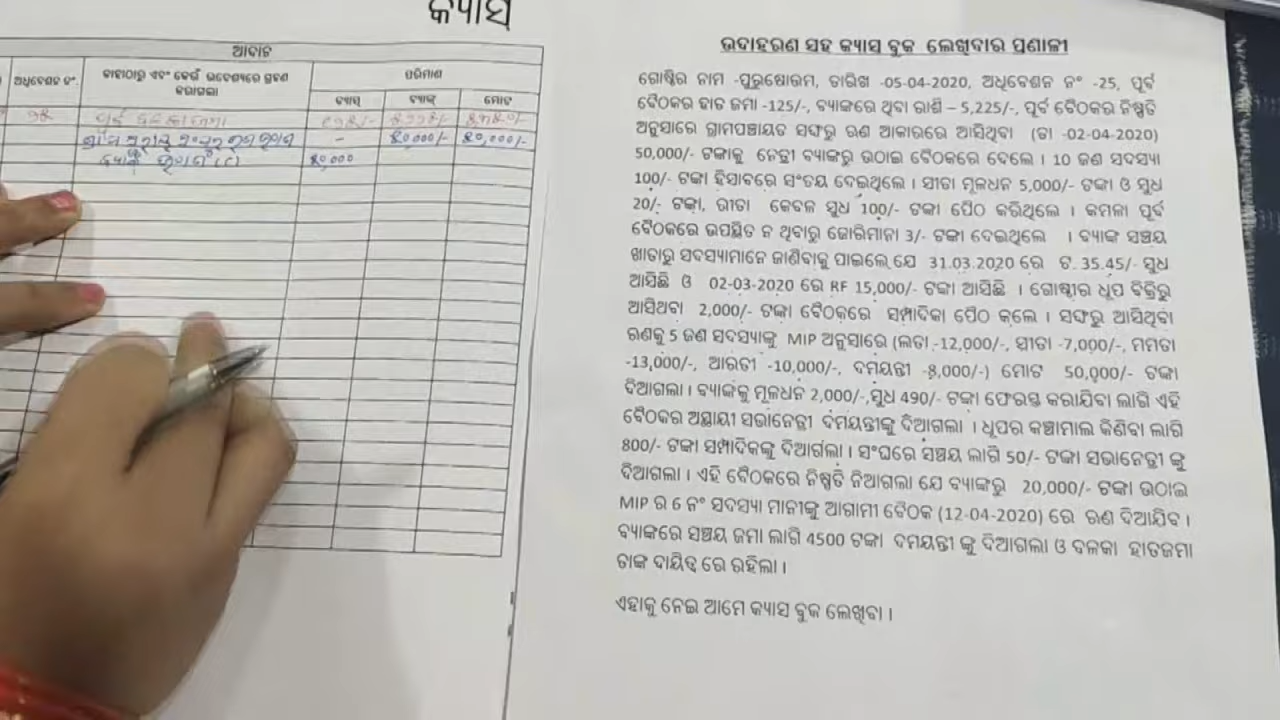 କ୍ୟାସ
ଆଦାୟ
ଅଧିବେଶନ ନଂ.
କାହାଠାରୁ ଏବଂ କେଉଁ ଉଦ୍ଦେଶ୍ୟରେ ଗ୍ରହଣ
କରାଗଲା
ପରିମାଣ
କ୍ୟାସ୍
ବ୍ୟାଙ୍କ୍
ମୋଟ
୨୫
୧୨୫/-
୫୨୨୫/-
୫୩୫୦/-
-
୫୦୦୦୦/-
୫୦,୦୦୦/-
୫୦,୦୦୦
ଉଦାହରଣ ସହ କ୍ୟାସ୍ ବୁକ ଲେଖିବାର ପ୍ରଣାଳୀ
ଗୋଷ୍ଠିର ନାମ -ପୁରୁଷୋତ୍ତମ, ତାରିଖ -05-04-2020, ଅଧିବେଶନ ନଂ -25, ପୂର୍ବ
ବୈଠକର ହାତ ଜମା -125/-, ବ୍ୟାଙ୍କରେ ଥିବା ରାଶି – 5,225/-, ପୂର୍ବ ବୈଠକର ନିଷ୍ପତି
ଅନୁସାରେ ଗ୍ରାମପଞ୍ଚାୟତ ସଙ୍ଘରୁ ଋଣ ଆକାରରେ ଆସିଥିବା (ତା -02-04-2020)
50,000/- ଟଙ୍କାକୁ ନେତ୍ରୀ ବ୍ୟାଙ୍କରୁ ଉଠାଇ ବୈଠକରେ ଦେଲେ । 10 ଜଣ ସଦସ୍ୟା
100/- ଟଙ୍କା ହିସାବରେ ସଂଚୟ ଦେଇଥିଲେ । ସୀତା ମୂଳଧନ 5,000/- ଟଙ୍କା ଓ ସୁଧ
20/- ଟଙ୍କା, ରୀତା କେବଳ ସୁଧ 100/- ଟଙ୍କା ପୈଠ କରିଥିଲେ । କମଳା ପୂର୍ବ
ବୈଠକରେ ଉପସ୍ଥିତ ନ ଥିବାରୁ ଜୋରିମାନା 3/- ଟଙ୍କା ଦେଇଥିଲେ । ବ୍ୟାଙ୍କ ସଞ୍ଚୟ
ଖାତାରୁ ସଦସ୍ୟାମାନେ ଜାଣିବାକୁ ପାଇଲେ ଯେ 31.03.2020 ରେ ଟ. 35.45/- ସୁଧ
ଆସିଛି ଓ 02-03-2020 ରେ RF 15,000/- ଟଙ୍କା ଆସିଛି । ଗୋଷ୍ଠୀର ଧୂପ ବିକ୍ରିରୁ
ଆସିଥିବା 2,000/- ଟଙ୍କା ବୈଠକରେ ସମ୍ପାଦିକା ପୈଠ କଲେ । ସଙ୍ଘରୁ ଆସିଥିବା
ଋଣକୁ 5 ଜଣ ସଦସ୍ୟାଙ୍କୁ MIP ଅନୁସାରେ (ଲତା -12,000/-, ସୀତା -7,000/-, ମମତା
-13,000/-, ଆରତୀ -10,000/-, ଦମୟନ୍ତୀ -8,000/-) ମୋଟ 50,000/- ଟଙ୍କା
ଦିଆଗଲା । ବ୍ୟାଙ୍କକୁ ମୂଳଧନ 2,000/-,ସୁଧ 490/- ଟଙ୍କା ଫେରସ୍ତ କରାଯିବା ଲାଗି ଏହି
ବୈଠକର ଅସ୍ଥାୟୀ ସଭାନେତ୍ରୀ ଦମୟନ୍ତୀଙ୍କୁ ଦିଆଗଲା । ଧୂପର କଞ୍ଚାମାଲ କିଣିବା ଲାଗି
800/- ଟଙ୍କା ସମ୍ପାଦିକଙ୍କୁ ଦିଆଗଲା । ସଂଘରେ ସଞ୍ଚୟ ଲାଗି 50/- ଟଙ୍କା ସଭାନେତ୍ରୀ ଙ୍କୁ
ଦିଆଗଲା । ଏହି ବୈଠକରେ ନିଷ୍ପତି ନିଆଗଲା ଯେ ବ୍ୟାଙ୍କରୁ 20,000/- ଟଙ୍କା ଉଠାଇ
MIP ର 6 ନଂ ସଦସ୍ୟା ମାନୀଙ୍କୁ ଆଗାମୀ ବୈଠକ (12-04-2020) ରେ ଋଣ ଦିଆଯିବ ।
ବ୍ୟାଙ୍କରେ ସଞ୍ଚୟ ଜମା ଲାଗି 4500 ଟଙ୍କା ଦମୟନ୍ତୀ ଙ୍କୁ ଦିଆଗଲା ଓ ବଳକା ହାତଜମା
ତାଙ୍କ ଦାୟିତ୍ୱ ରେ ରହିଲା ।
ଏହାକୁ ନେଇ ଆମେ କ୍ୟାସ ବୁକ ଲେଖିବା ।